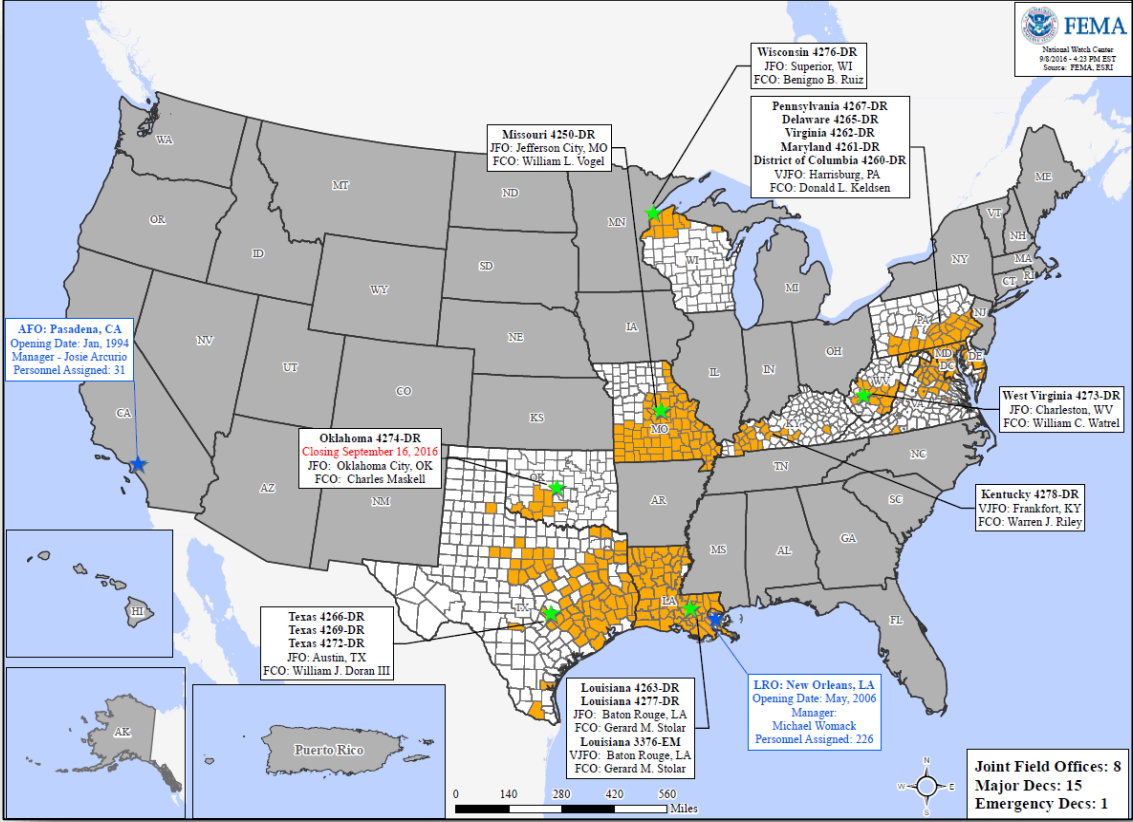 FEMA
National Watch Center
9/8/2016 - 4:23 PM EST
Source: FEMA, ESRI
Wisconsin 4276-DR
JFO: Superior, WI
FCO: Benigno B. Ruiz
Pennsylvania 4267-DR
Delaware 4265-DR
Virginia 4262-DR
Maryland 4261-DR
District of Columbia 4260-DR
VJFO: Harrisburg, PA
FCO: Donald L. Keldsen
Missouri 4250-DR
JFO: Jefferson City, MO
FCO: William L. Vogel
WA
MT
ND
MN
ME
OR
ID
SD
WI
VT
NH
NY
MA
CT
RI
WY
MI
AFO: Pasadena, CA
Opening Date: Jan, 1994
Manager - Josie Arcurio
Personnel Assigned: 31
NV
UT
NE
IA
PA
NJ
OH
IL
IN
MD
DE
DC
CO
CA
KS
MO
WV
VA
KY
West Virginia 4273-DR
JFO: Charleston, WV
FCO: William C. Watrel
Oklahoma 4274-DR
Closing September 16, 2016
JFO: Oklahoma City, OK
FCO: Charles Maskell
AZ
NM
OK
AR
TN
NC
SC
Kentucky 4278-DR
VJFO: Frankfort, KY
FCO: Warren J. Riley
MS
AL
GA
HI
TX
LA
FL
Texas 4266-DR
Texas 4269-DR
Texas 4272-DR
JFO: Austin, TX
FCO: William J. Doran III
Louisiana 4263-DR
Louisiana 4277-DR
JFO: Baton Rouge, LA
FCO: Gerard M. Stolar
Louisiana 3376-EM
VJFO: Baton Rouge, LA
FCO: Gerard M. Stolar
LRO: New Orleans, LA
Opening Date: May, 2006
Manager:
Michael Womack
Personnel Assigned: 226
AK
Puerto Rico
0 140 280 420 560
Miles
N
W E
S
Joint Field Offices: 8
Major Decs: 15
Emergency Decs: 1